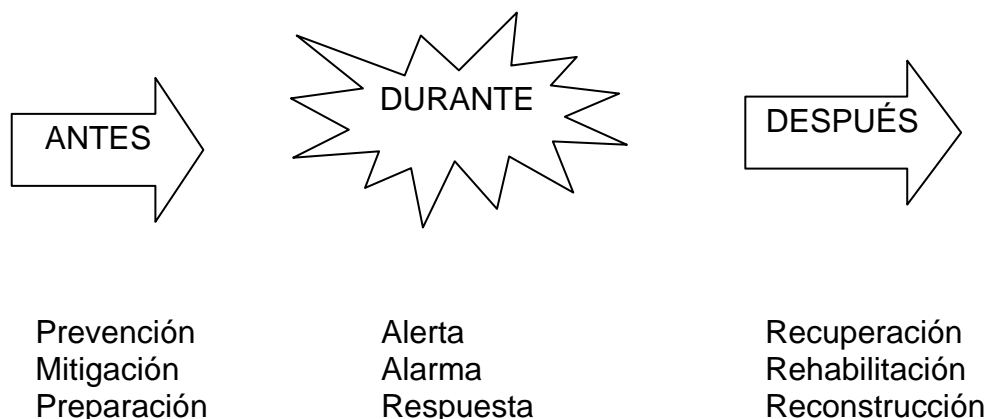 ANTES
DURANTE
DESPUÉS
Prevención
Mitigación
Preparación
Alerta
Alarma
Respuesta
Recuperación
Rehabilitación
Reconstrucción